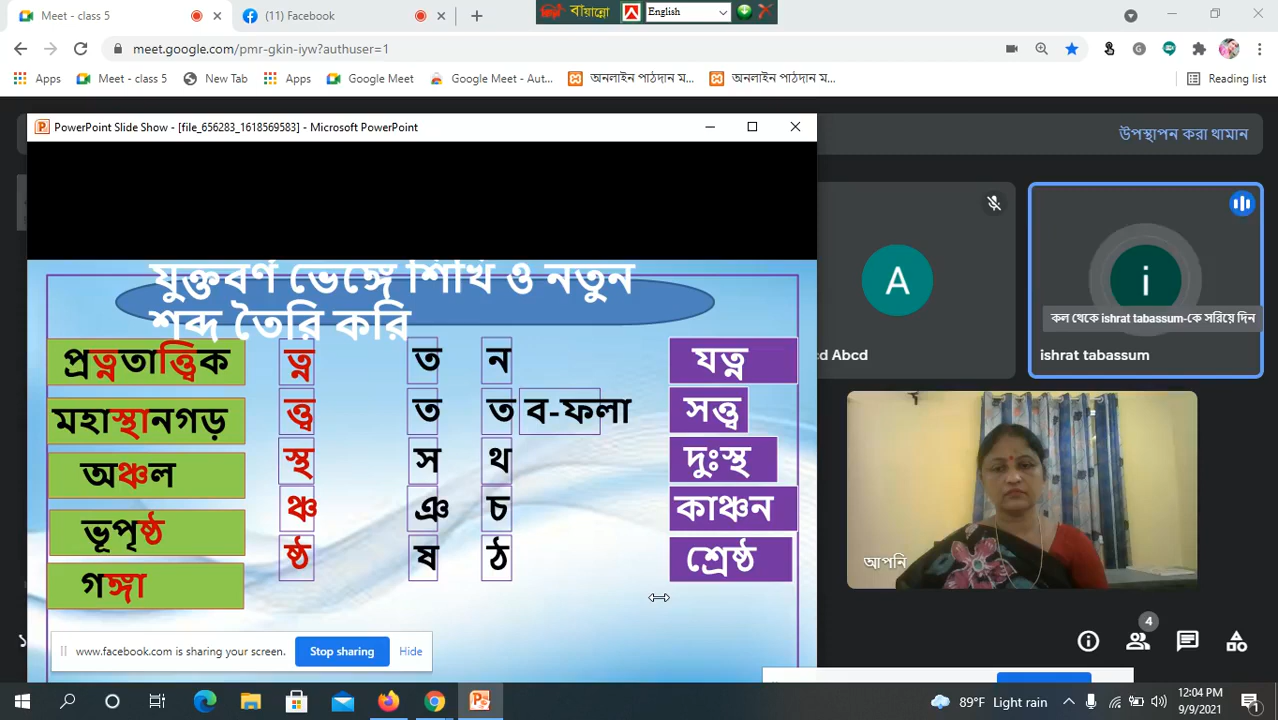 Meet - class 5
(11) Facebook
বায়ান্নো
English
meet.google.com/pmr-gkin-iyw?authuser=1
Apps
Meet - class 5
New Tab
Apps
Google Meet
Google Meet - Aut...
অনলাইন পাঠদান ম...
অনলাইন পাঠদান ম...
Reading list
PowerPoint Slide Show - [file_656283_1618569583] - Microsoft PowerPoint
উপস্থাপন করা থামান
যুক্তবর্ণ ভেঙ্গে শিখি ও নতুন
শব্দ তৈরি করি
প্রত্নতাত্ত্বিক ত্ন ত ন যত্ন
মহাস্থানগড় ত্ত্ব ত ত ব-ফলা সত্ত্ব
অঞ্চল স্থ স থ দুঃস্থ
ভূপৃষ্ঠ ঞ্চ ঞ চ কাঞ্চন
গঙ্গা ষ্ঠ ষ ঠ শ্রেষ্ঠ
A
d Abcd
i
কল থেকে ishrat tabassum-কে সরিয়ে দিন
ishrat tabassum
আপনি
4
www.facebook.com is sharing your screen.
Stop sharing
Hide
89°F Light rain
12:04 PM
9/9/2021
1